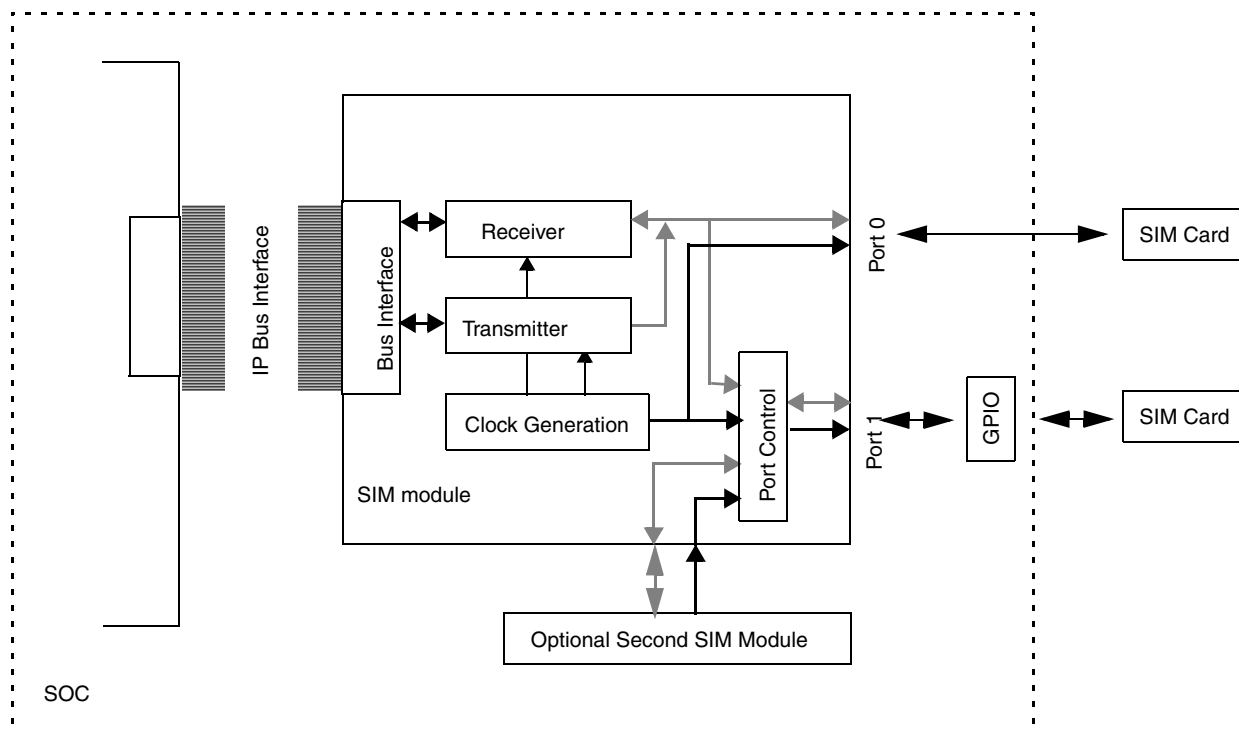 IP Bus Interface
Bus Interface
Receiver
Transmitter
Clock Generation
SIM module
Port Control
Port 0
Port 1
GPIO
SIM Card
SIM Card
Optional Second SIM Module
SOC